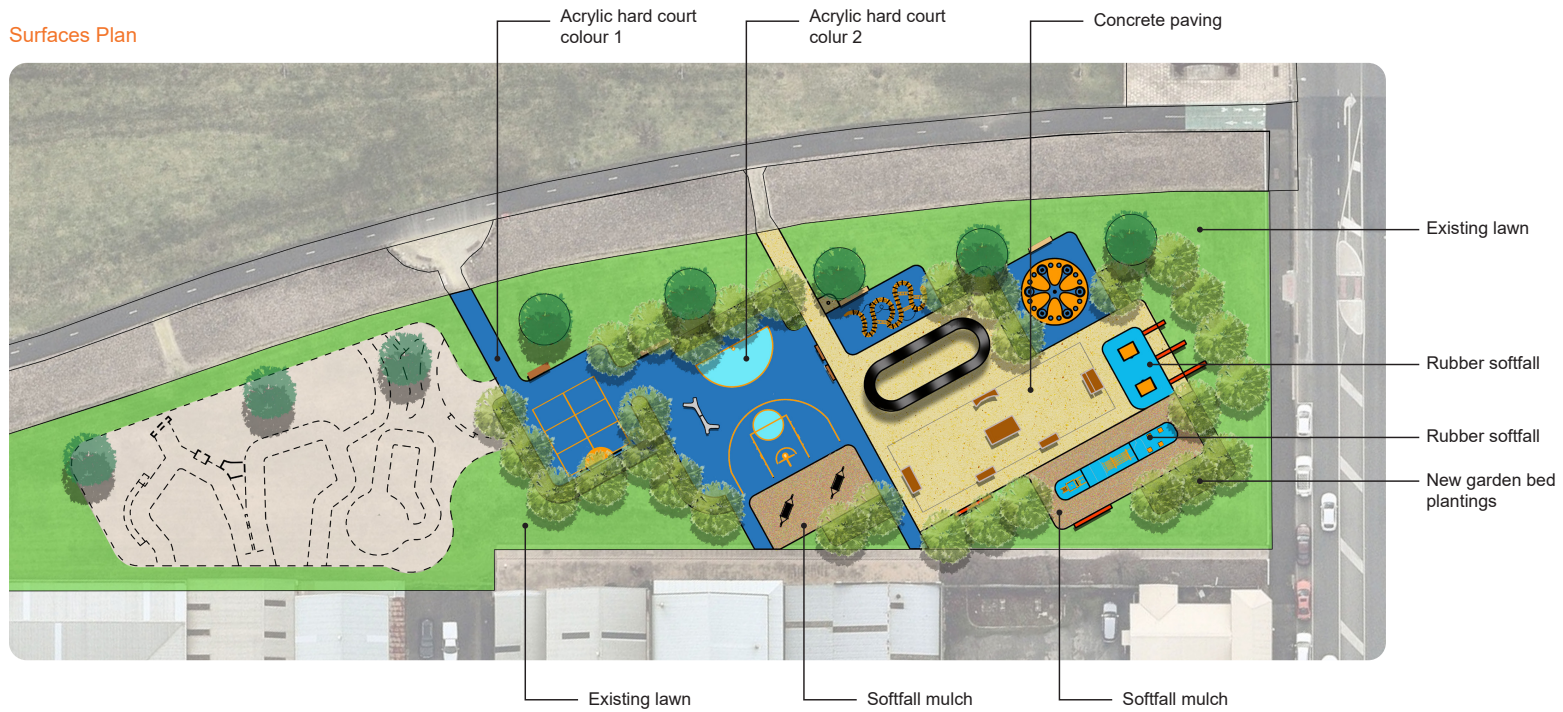 Surfaces Plan
Acrylic hard court
colour 1
Acrylic hard court
colur 2
Concrete paving
Existing lawn
Rubber softfall
Rubber softfall
New garden bed
plantings
Existing lawn
Softfall mulch
Softfall mulch